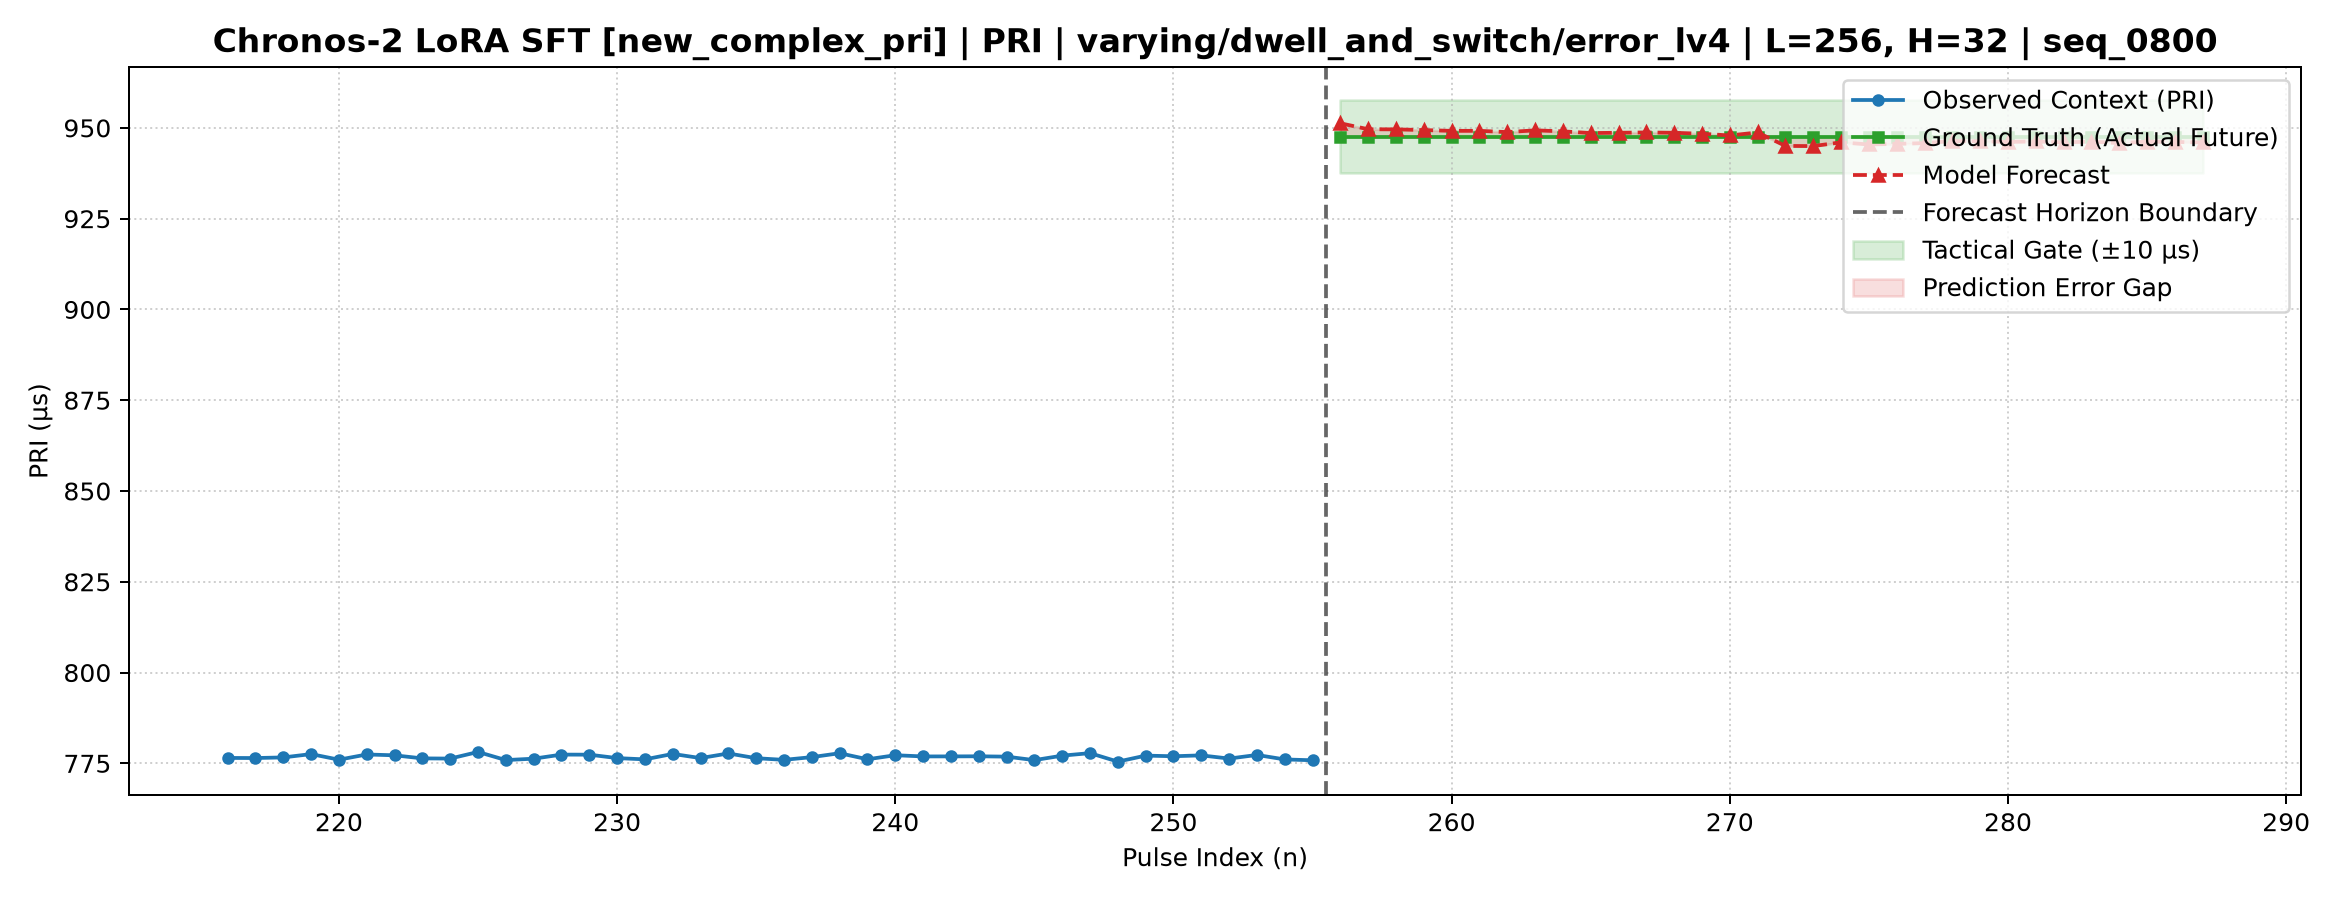 Chronos-2 LoRA SFT [new_complex_pri] | PRI | varying/dwell_and_switch/error_lv4 | L=256, H=32 | seq_0800
PRI (µs)
950
925
900
875
850
825
800
775
Observed Context (PRI)
Ground Truth (Actual Future)
Model Forecast
Forecast Horizon Boundary
Tactical Gate (±10 µs)
Prediction Error Gap
220 230 240 250 260 270 280 290
Pulse Index (n)